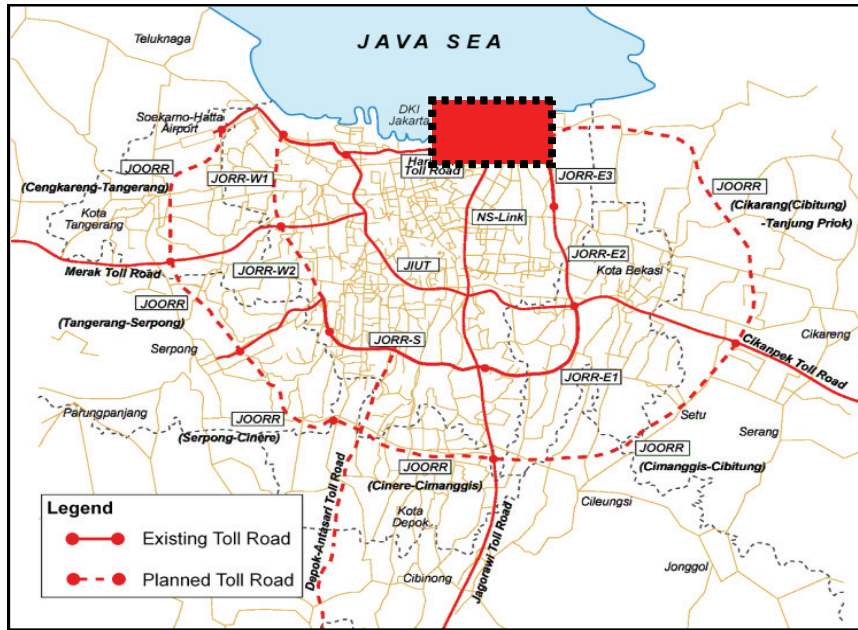 Teluknaga
JAVA SEA
Soekarno-Hatta
Airport
DKI
Jakarta
JOORR
(Cengkareng-Tangerang)
JORR-W1
Toll Road
JORR-E3
JOORR
(Cikarang(Cibitung)
-Tanjung Priok)
Kota
Tangerang
NS-Link
JORR-E2
Kota Bekasi
Merak Toll Road
JORR-W2
JIUT
JOORR
(Tangerang-Serpong)
Serpong
JORR-S
Cikareng
Cikanpek Toll Road
JORR-E1
Parungpanjang
Setu
Serang
JOORR
(Serpong-Cinere)
JOORR
(Cinere-Cimanggis)
JOORR
(Cimanggis-Cibitung)
Cileungsi
Depok-Antasari Toll Road
Kota
Depok
Jagorawi Toll Road
Cibinong
Jonggol
Legend
Existing Toll Road
Planned Toll Road